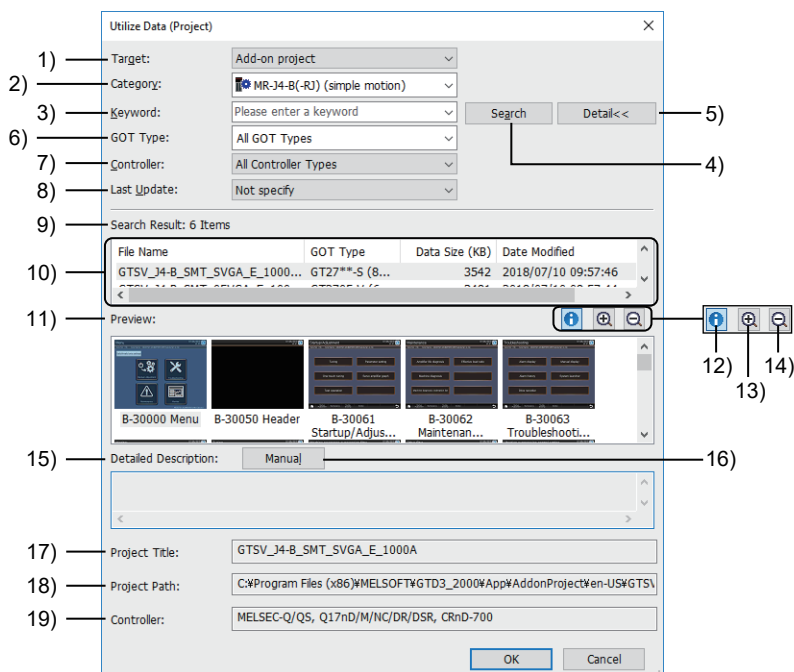 Utilize Data (Project)
1) Target: Add-on project
2) Category: MR-J4-B(-RJ) (simple motion)
3) Keyword: Please enter a keyword Search Detail<< 5)
6) GOT Type: All GOT Types
4)
7) Controller: All Controller Types
8) Last Update: Not specify
9) Search Result: 6 Items
File Name GOT Type Data Size (KB) Date Modified
10) GTSV_J4-B_SMT_SVGA_E_1000... GT27**-S (8... 3542 2018/07/10 09:57:46
11) Preview:
12) 13) 14)
B-30000 Menu B-30050 Header B-30061 Startup/Adjus... B-30062 Maintenan... B-30063 Troubleshooti...
15) Detailed Description: Manual 16)
17) Project Title: GTSV_J4-B_SMT_SVGA_E_1000A
18) Project Path: C:¥Program Files (x86)¥MELSOFT¥GTD3_2000¥App¥AddonProject¥en-US¥GTSV
19) Controller: MELSEC-Q/QS, Q17nD/M/NC/DR/DSR, CRnD-700
OK Cancel